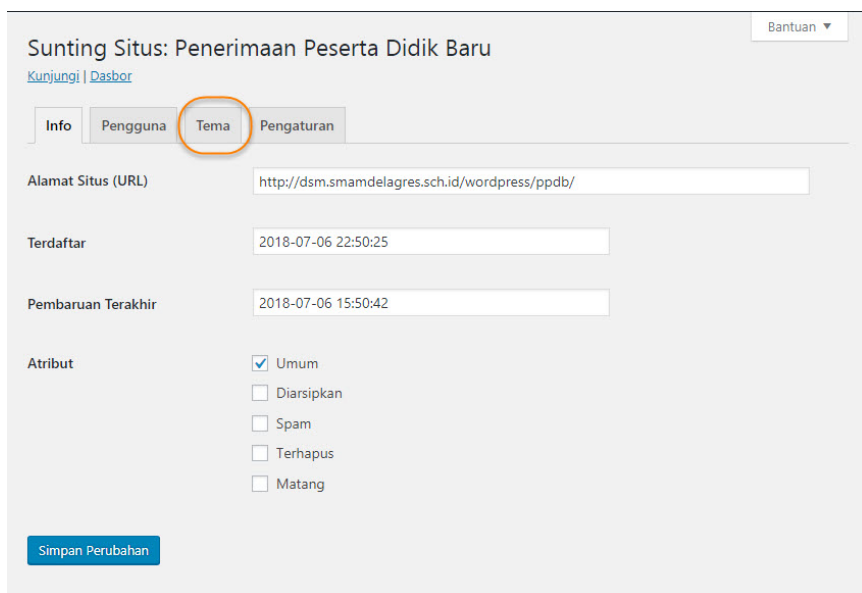 Bantuan ▼
Sunting Situs: Penerimaan Peserta Didik Baru
Kunjungi | Dasbor
Info Pengguna Tema Pengaturan
Alamat Situs (URL) http://dsm.smamdelagres.sch.id/wordpress/ppdb/
Terdaftar 2018-07-06 22:50:25
Pembaruan Terakhir 2018-07-06 15:50:42
Atribut Umum
Diarsipkan
Spam
Terhapus
Matang
Simpan Perubahan